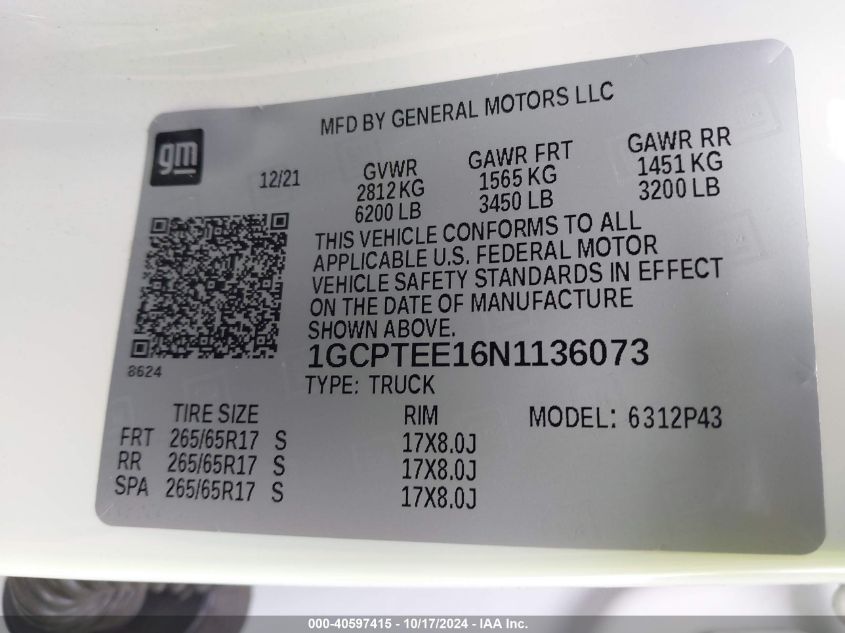 MFD BY GENERAL MOTORS LLC
gm
12/21
GVWR
2812 KG
6200 LB
GAWR FRT
1565 KG
3450 LB
GAWR RR
1451 KG
3200 LB
THIS VEHICLE CONFORMS TO ALL
APPLICABLE U.S. FEDERAL MOTOR
VEHICLE SAFETY STANDARDS IN EFFECT
ON THE DATE OF MANUFACTURE
SHOWN ABOVE.
8624
1GCPTEE16N1136073
TYPE: TRUCK
TIRE SIZE RIM MODEL: 6312P43
FRT 265/65R17 S 17X8.0J
RR 265/65R17 S 17X8.0J
SPA 265/65R17 S 17X8.0J
000-40597415 - 10/17/2024 - IAA Inc.